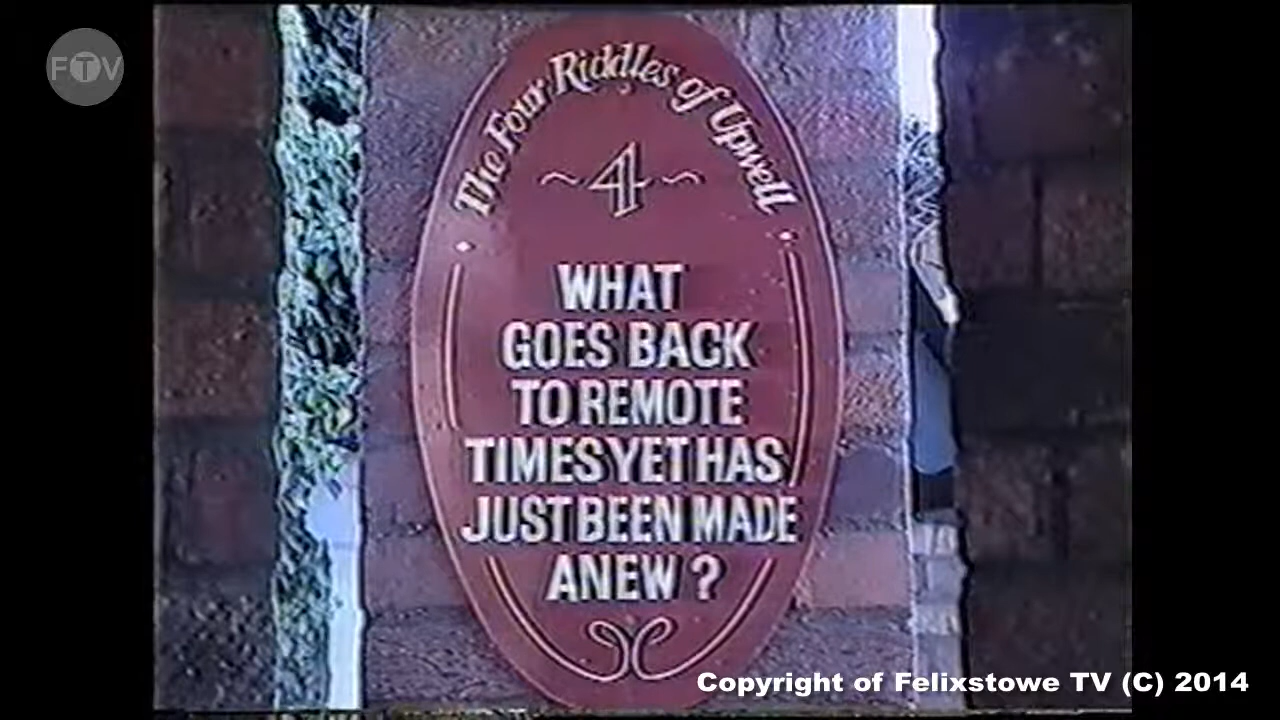 FTV
The Four Riddles of Upwell
4
WHAT
GOES BACK
TO REMOTE
TIMES YET HAS
JUST BEEN MADE
ANEW ?
Copyright of Felixstowe TV (C) 2014